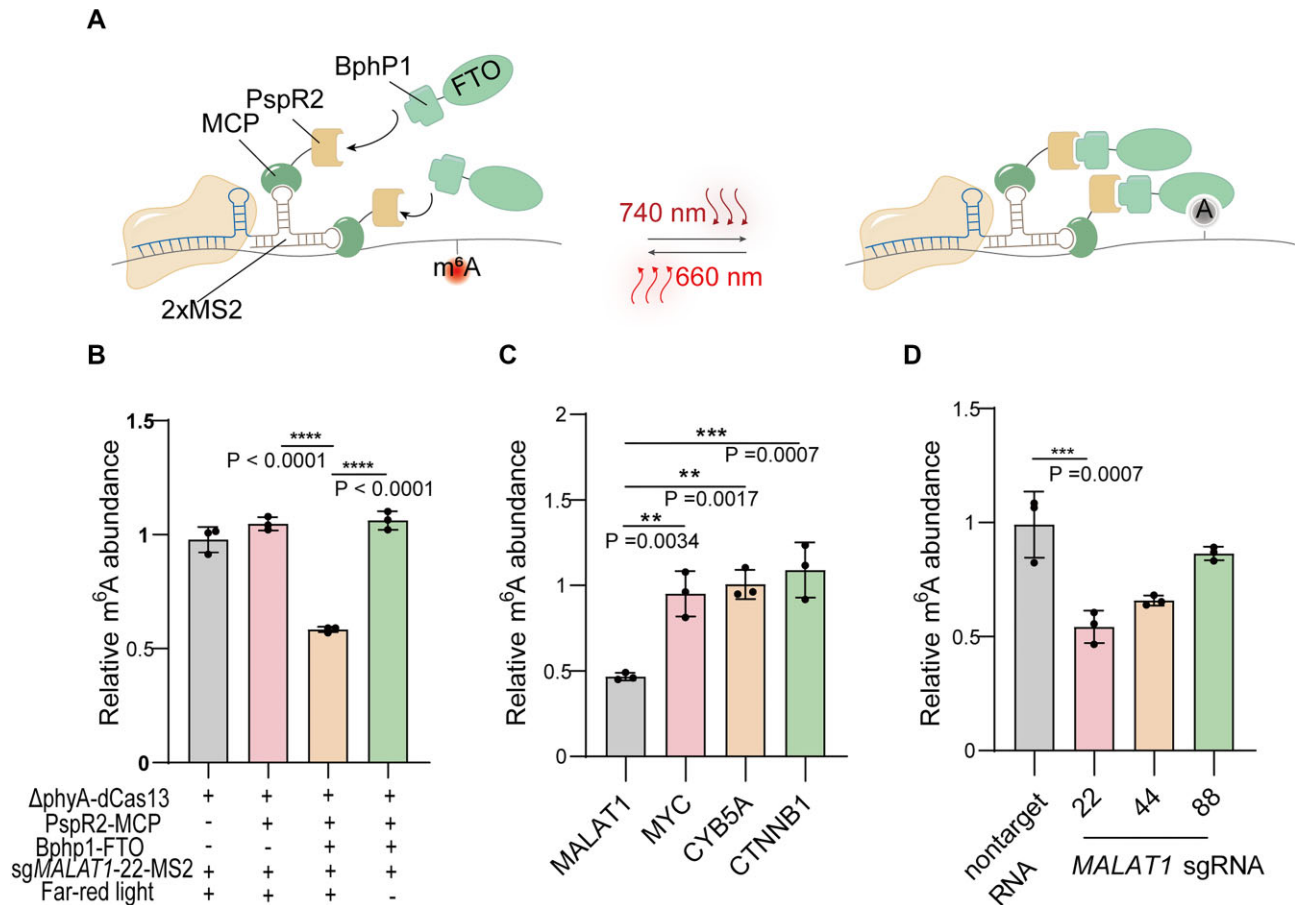 A
BphP1
FTO
PspR2
MCP
740 nm
660 nm
A
m⁶A
2xMS2
B
Relative m⁶A abundance
1.5
1
0.5
0
****
P < 0.0001
****
P < 0.0001
ΔphyA-dCas13 + + + +
PspR2-MCP - + + +
Bphp1-FTO - - + +
sgMALAT1-22-MS2 + + + +
Far-red light + + + -
C
Relative m⁶A abundance
2
1.5
1
0.5
0
***
P =0.0007
**
P =0.0017
**
P =0.0034
MALAT1
MYC
CYB5A
CTNNB1
D
Relative m⁶A abundance
1.5
1
0.5
0
***
P =0.0007
nontarget
RNA
22
44
88
MALAT1 sgRNA